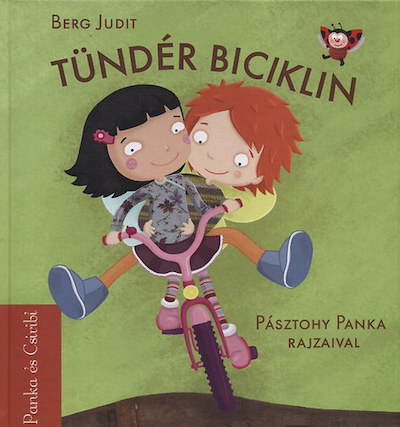 BERG JUDIT
TÜNDÉR BICIKLIN
PÁSZTOHY PANKA
RAJZAIVAL
Panka és Csiribi